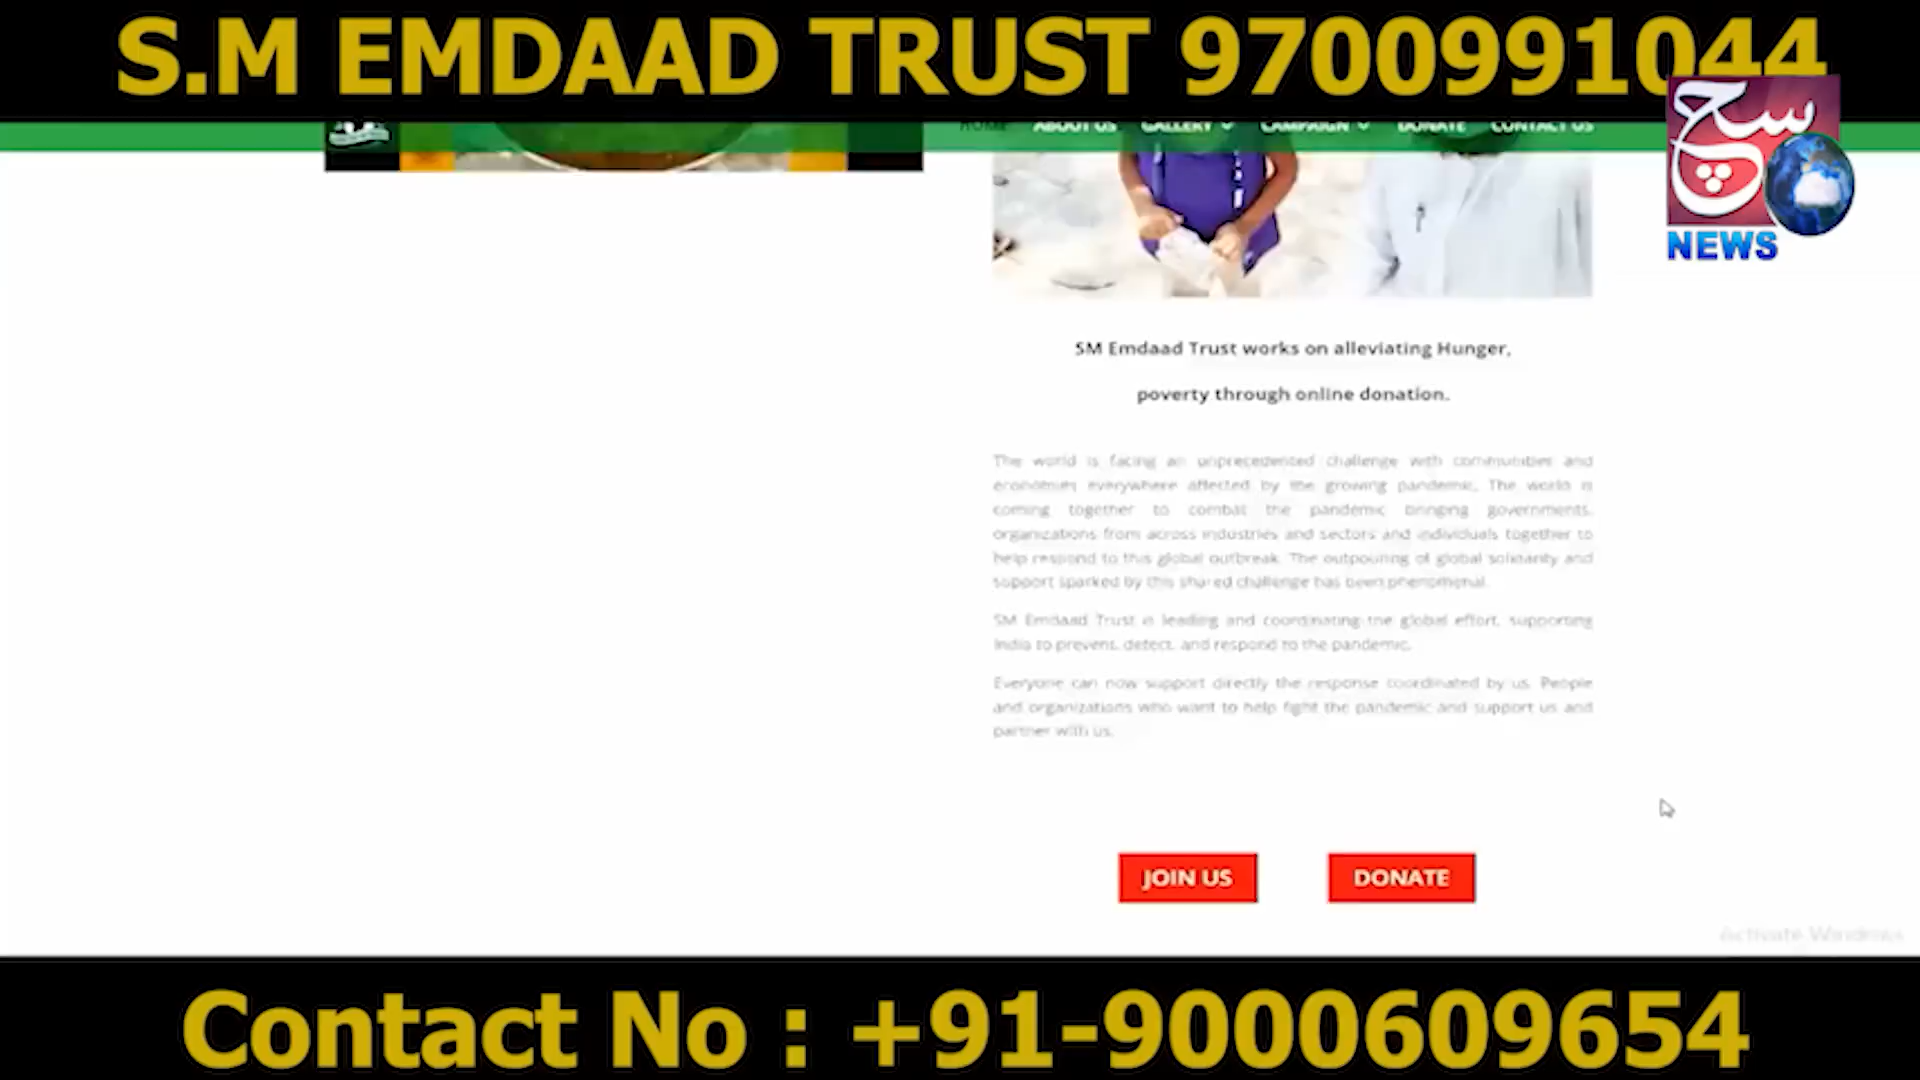 S.M EMDAAD TRUST 9700991044
HOME ABOUT US GALLERY CAMPAIGN DONATE CONTACT US
سچ
NEWS
SM Emdaad Trust works on alleviating Hunger,
poverty through online donation.
The world is facing an unprecedented challenge with communities and
economies everywhere affected by the growing pandemic. The world is
coming together to combat the pandemic bringing governments,
organizations from across industries and sectors and individuals together to
help respond to this global outbreak. The outpouring of global solidarity and
support sparked by this shared challenge has been phenomenal.
SM Emdaad Trust is leading and coordinating the global effort, supporting
India to prevent, detect, and respond to the pandemic.
Everyone can now support directly the response coordinated by us. People
and organizations who want to help fight the pandemic and support us and
partner with us.
JOIN US DONATE
Activate Windows
Contact No : +91-9000609654